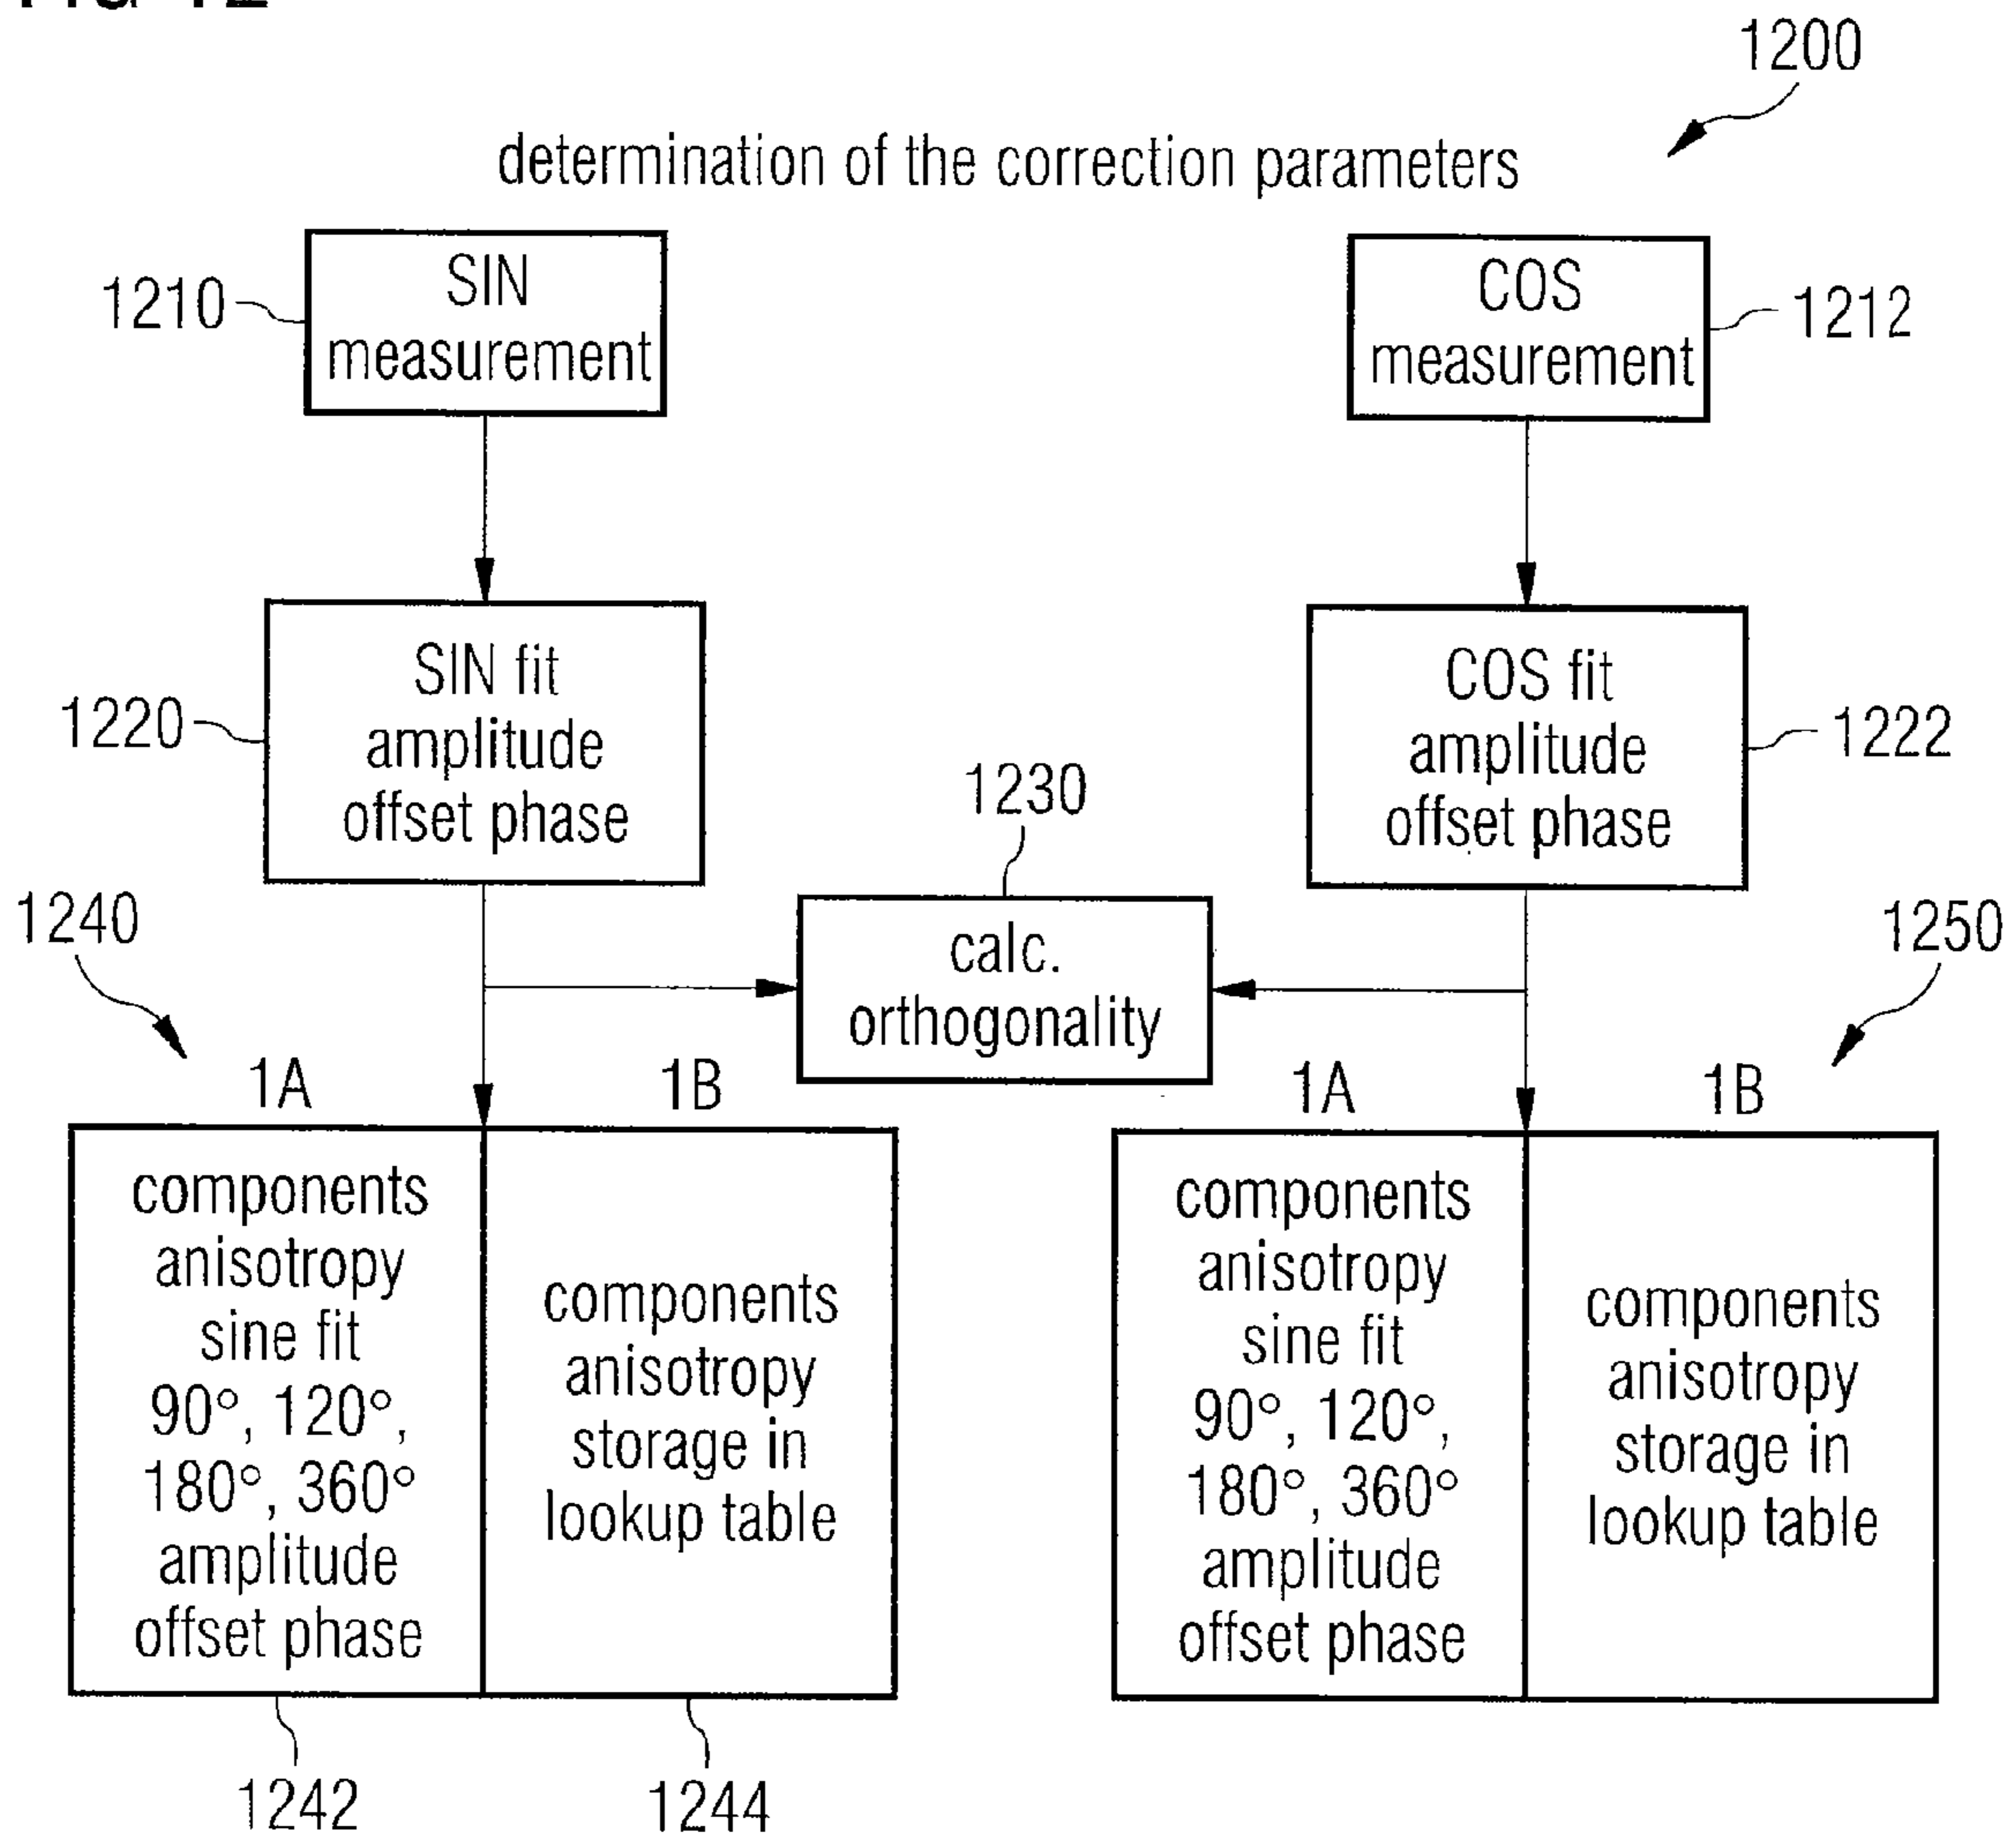 1200
determination of the correction parameters
SIN
measurement
1210
COS
measurement
1212
SIN fit
amplitude
offset phase
1220
COS fit
amplitude
offset phase
1222
1230
calc.
orthogonality
1240
1250
1A
1B
1A
1B
components
anisotropy
sine fit
90°, 120°,
180°, 360°
amplitude
offset phase
components
anisotropy
storage in
lookup table
components
anisotropy
sine fit
90°, 120°,
180°, 360°
amplitude
offset phase
components
anisotropy
storage in
lookup table
1242
1244